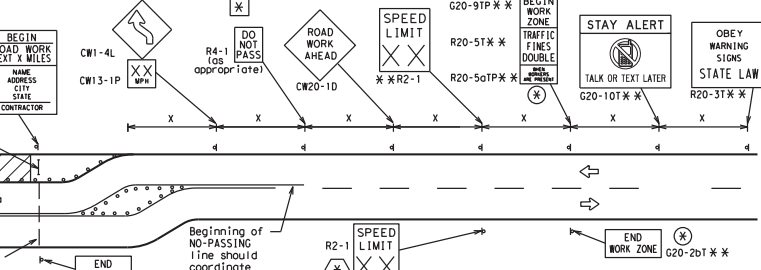 BEGIN
ROAD WORK
NEXT X MILES
NAME
ADDRESS
CITY
STATE
CONTRACTOR
CW1-4L
CW13-1P
XX
MPH
*
R4-1
(as
appropriate)
DO
NOT
PASS
ROAD
WORK
AHEAD
CW20-1D
SPEED
LIMIT
XX
**R2-1
G20-9TP**
R20-5T**
R20-5aTP**
BEGIN
WORK
ZONE
TRAFFIC
FINES
DOUBLE
WHEN
WORKERS
ARE PRESENT
*
STAY ALERT
TALK OR TEXT LATER
G20-10T**
OBEY
WARNING
SIGNS
STATE LAW
R20-3T**
X X X X X X X
Beginning of
NO-PASSING
line should
coordinate
R2-1
*
SPEED
LIMIT
XX
END
WORK ZONE
*
G20-2bT**
END